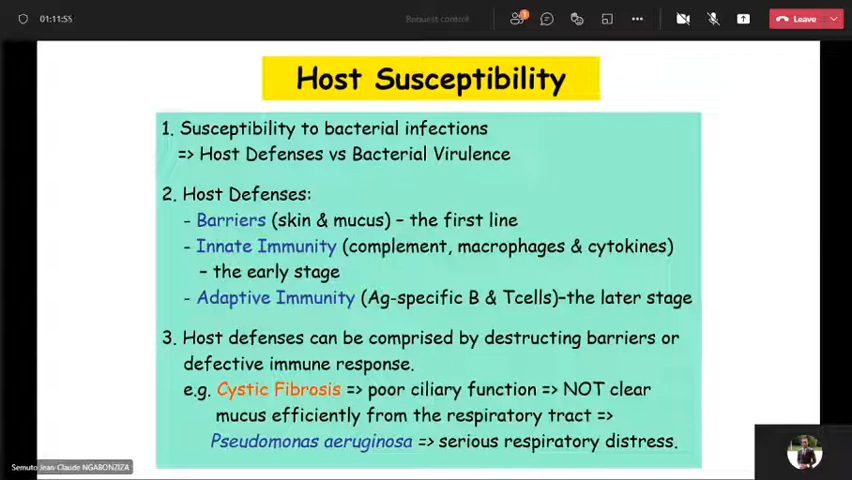 01:11:55
Request control
1
Leave
Host Susceptibility
1. Susceptibility to bacterial infections
=> Host Defenses vs Bacterial Virulence
2. Host Defenses:
- Barriers (skin & mucus) – the first line
- Innate Immunity (complement, macrophages & cytokines)
– the early stage
- Adaptive Immunity (Ag-specific B & Tcells)–the later stage
3. Host defenses can be comprised by destructing barriers or
defective immune response.
e.g. Cystic Fibrosis => poor ciliary function => NOT clear
mucus efficiently from the respiratory tract =>
Pseudomonas aeruginosa => serious respiratory distress.
Semuto Jean-Claude NGABONZIZA